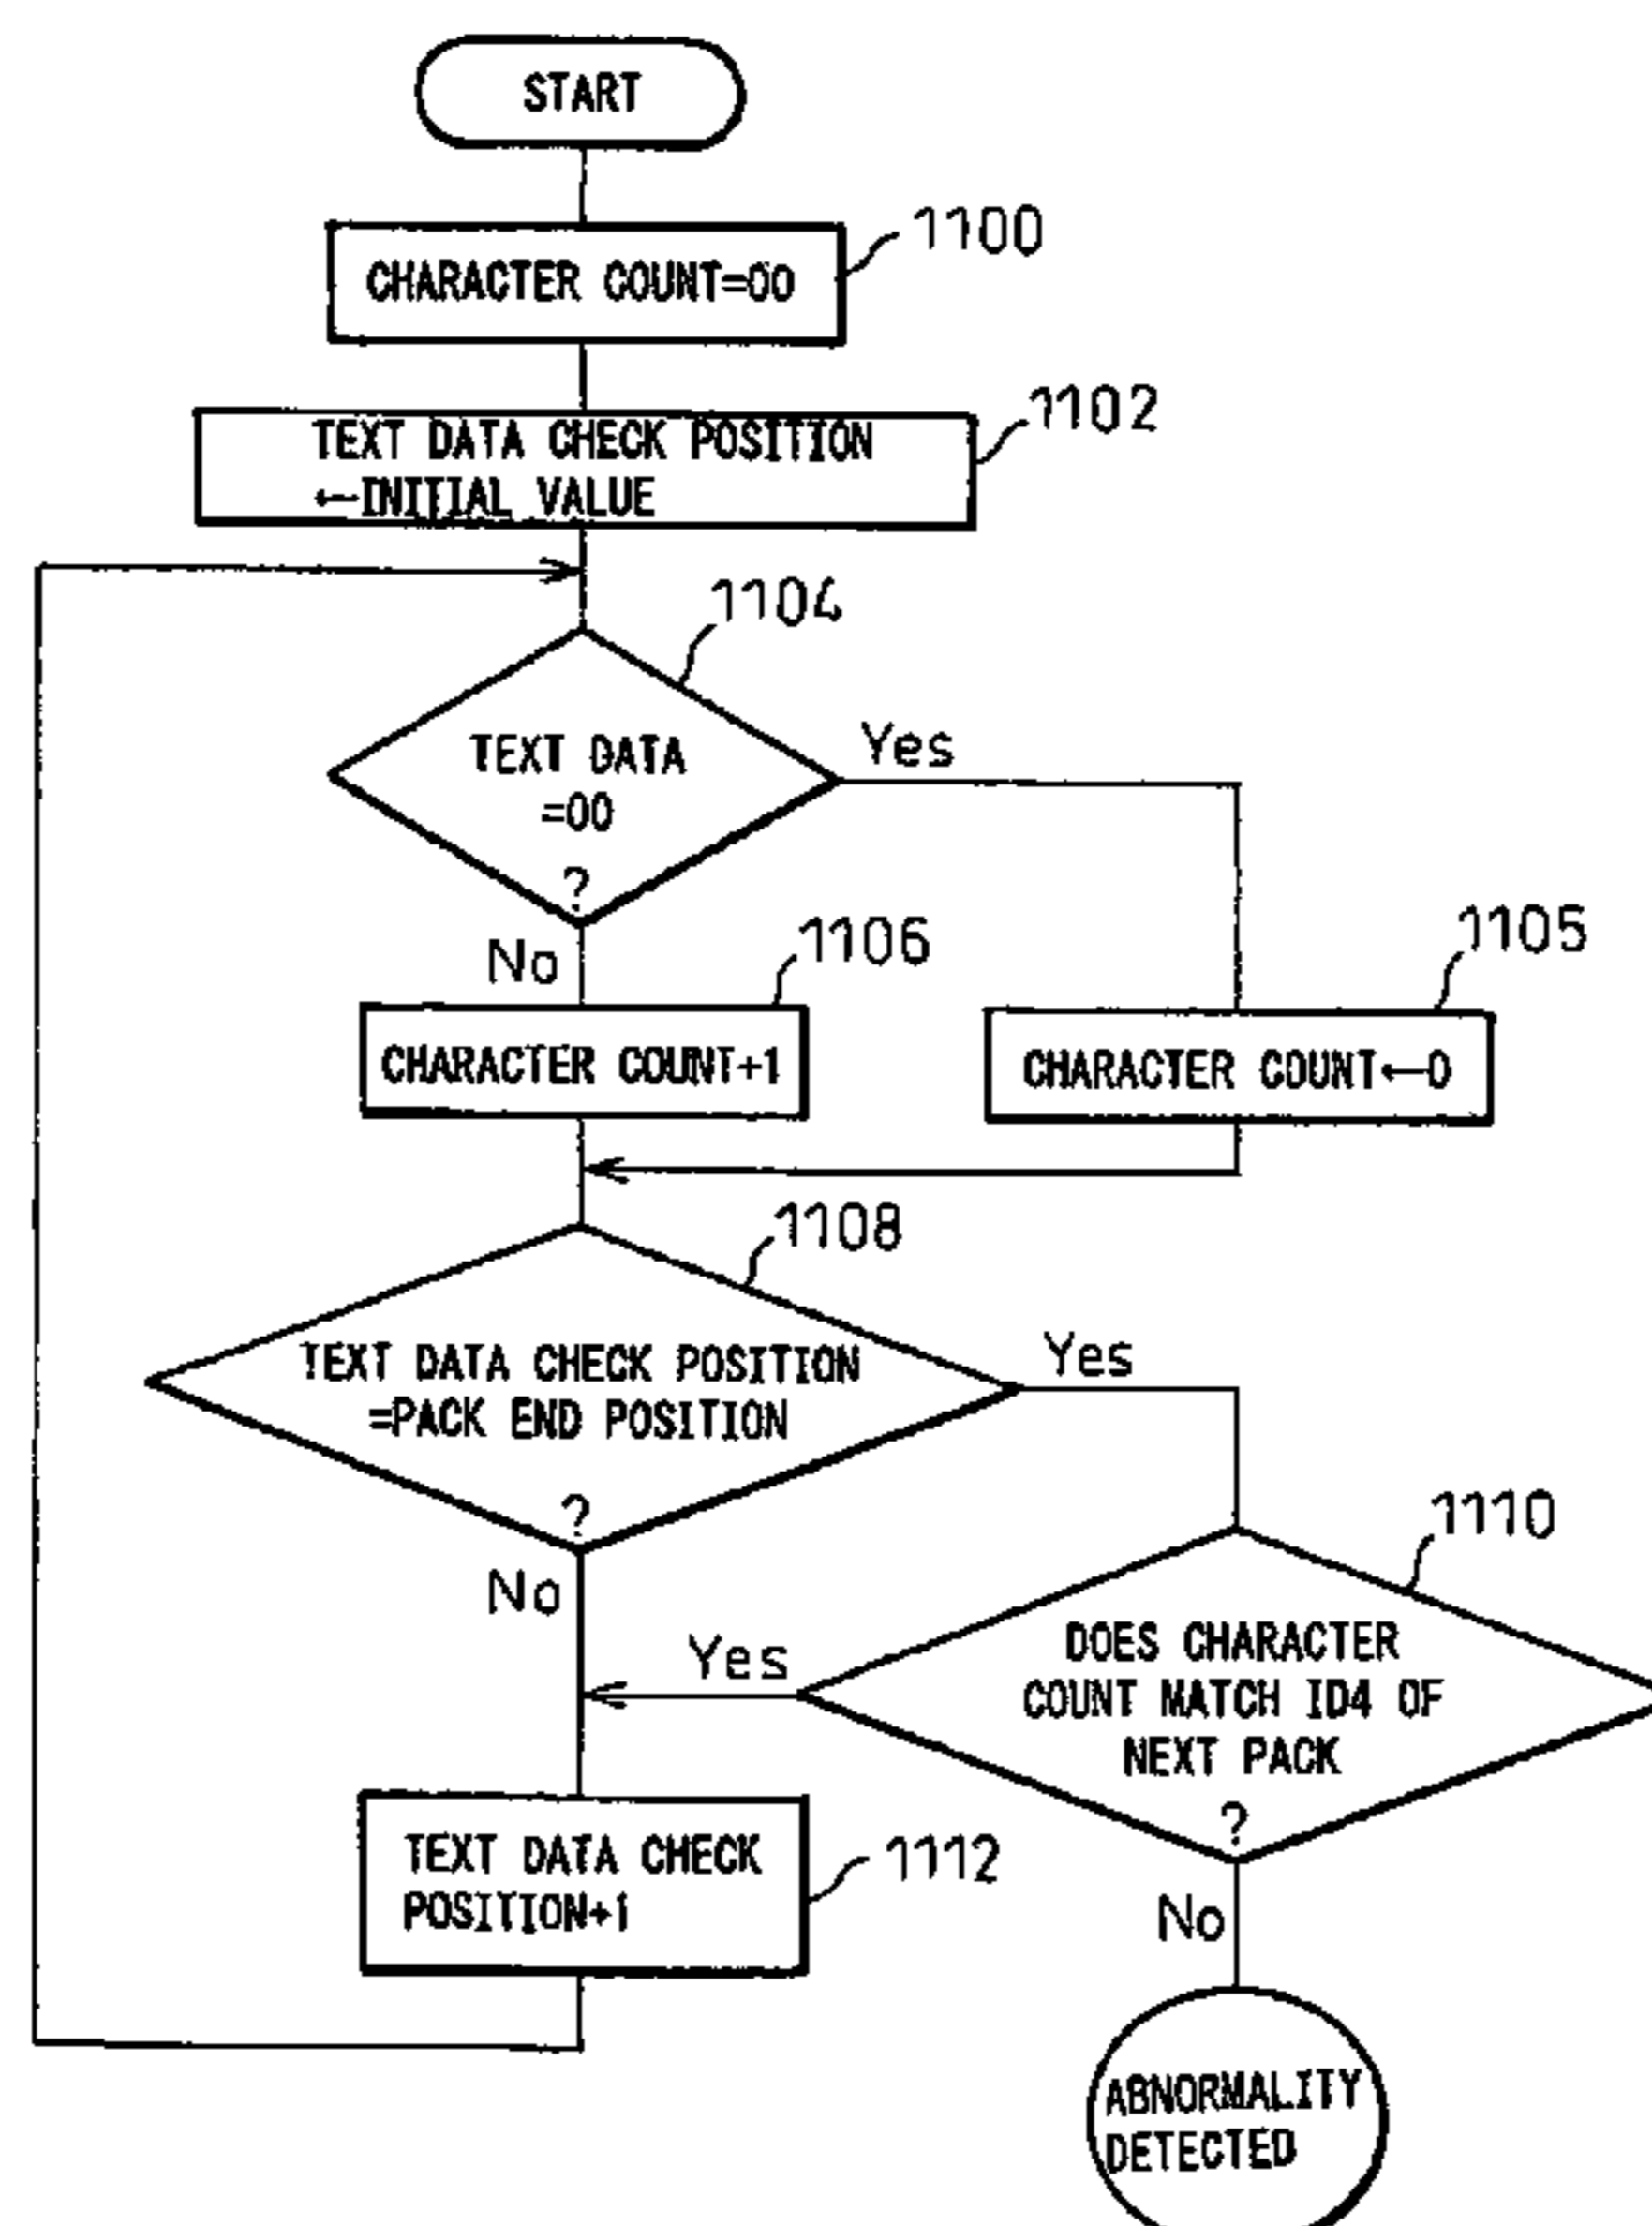 START
1100
CHARACTER COUNT=00
1102
TEXT DATA CHECK POSITION
←INITIAL VALUE
1104
TEXT DATA
=00
?
Yes
No
1106
1105
CHARACTER COUNT+1
CHARACTER COUNT←0
1108
TEXT DATA CHECK POSITION
=PACK END POSITION
?
Yes
No
1110
Yes
DOES CHARACTER
COUNT MATCH ID4 OF
NEXT PACK
?
TEXT DATA CHECK
POSITION+1
1112
No
ABNORMALITY
DETECTED